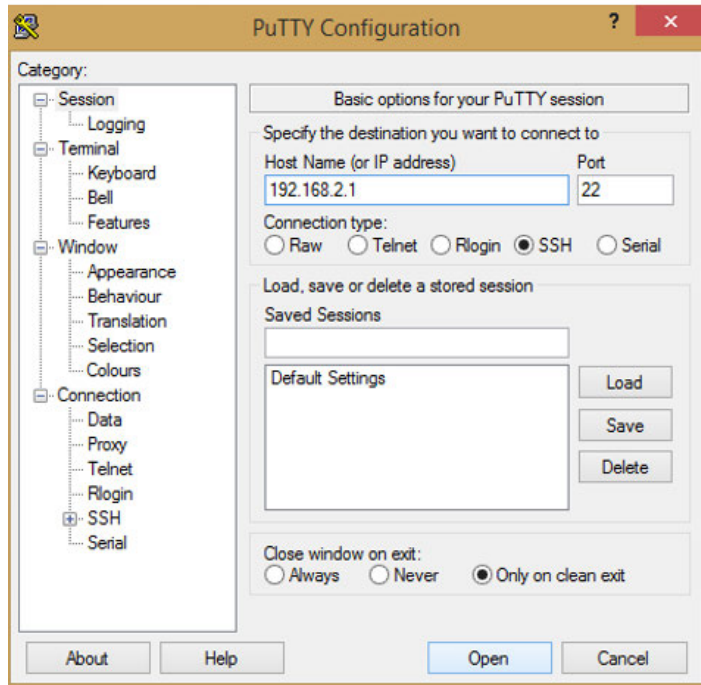 PuTTY Configuration
?
×
Category:
Session
Logging
Terminal
Keyboard
Bell
Features
Window
Appearance
Behaviour
Translation
Selection
Colours
Connection
Data
Proxy
Telnet
Rlogin
SSH
Serial
Basic options for your PuTTY session
Specify the destination you want to connect to
Host Name (or IP address) Port
192.168.2.1 22
Connection type:
Raw Telnet Rlogin SSH Serial
Load, save or delete a stored session
Saved Sessions
Default Settings
Load
Save
Delete
Close window on exit:
Always Never Only on clean exit
About Help Open Cancel